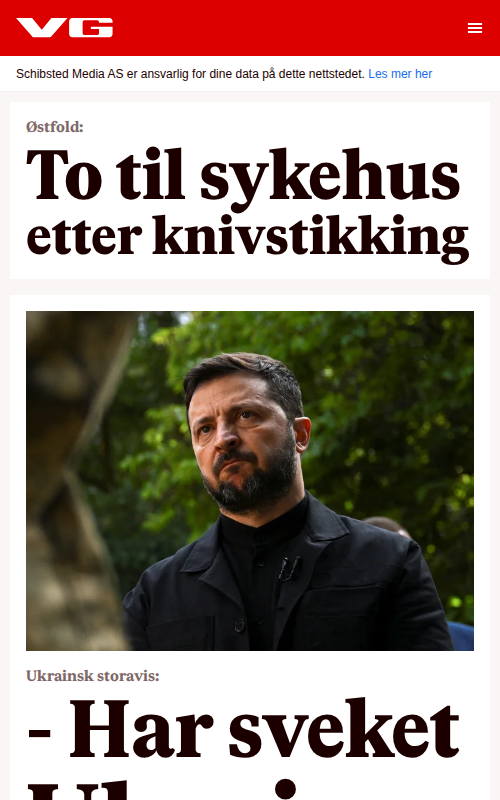 VG
Schibsted Media AS er ansvarlig for dine data på dette nettstedet. Les mer her
Østfold:
To til sykehus
etter knivstikking
Ukrainsk storavis:
- Har sveket